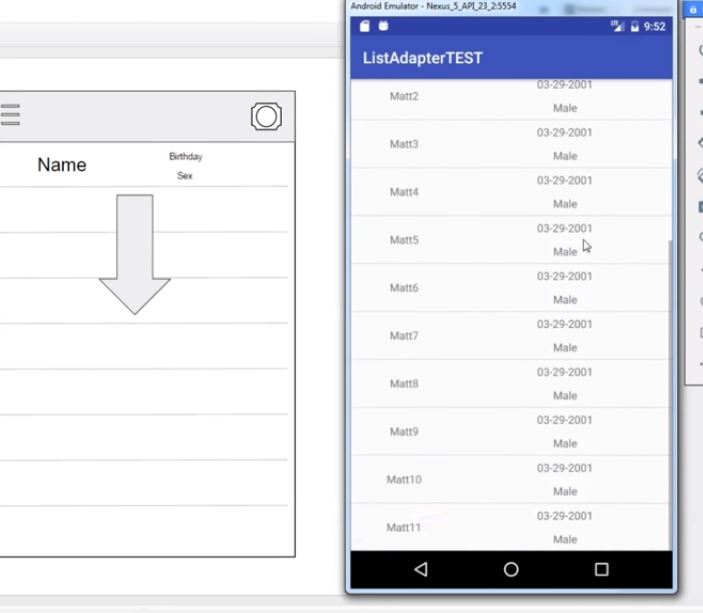 Android Emulator - Nexus_5_API_23_2:5554
9:52
ListAdapterTEST
Name
Birthday
Sex
03-29-2001
Matt2
Male
03-29-2001
Matt3
Male
03-29-2001
Matt4
Male
03-29-2001
Matt5
Male
03-29-2001
Matt6
Male
03-29-2001
Matt7
Male
03-29-2001
Matt8
Male
03-29-2001
Matt9
Male
03-29-2001
Matt10
Male
03-29-2001
Matt11
Male